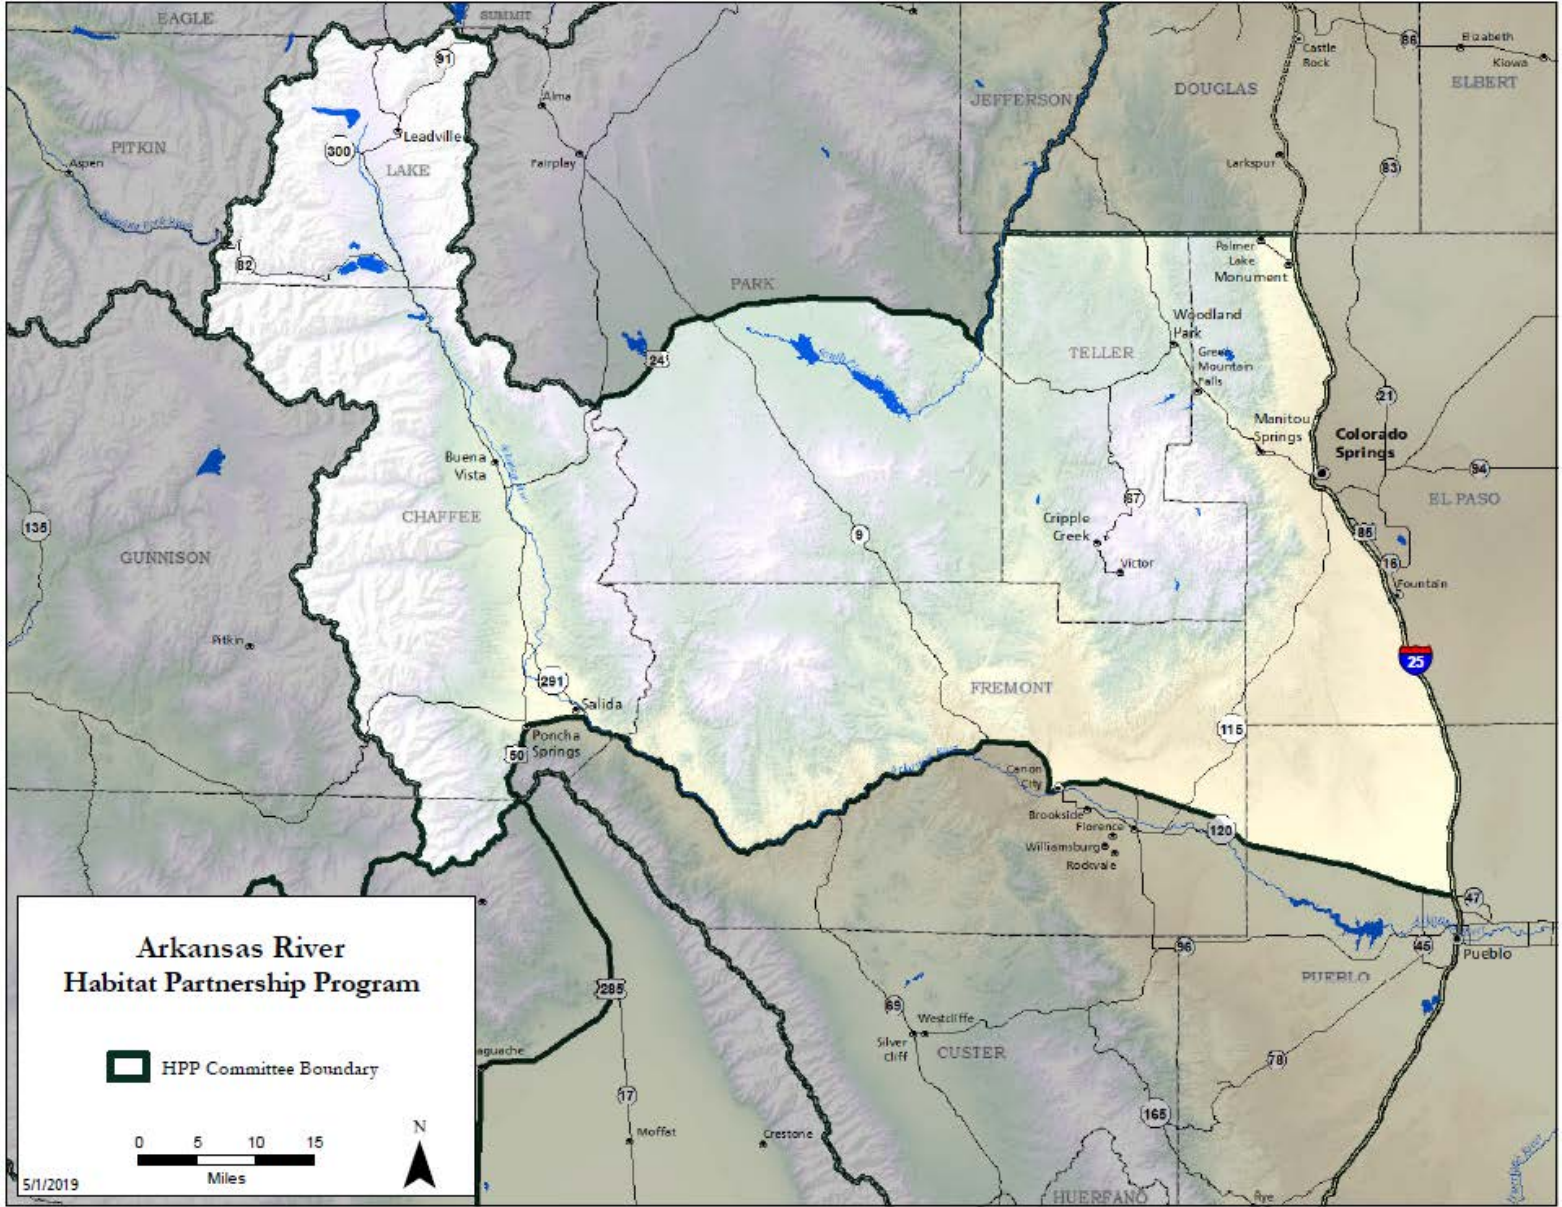 EAGLE
SUMMIT
91
Castle
Rock
86
Elizabeth
Kiowa
ELBERT
DOUGLAS
JEFFERSON
Alma
PITKIN
Aspen
300
Leadville
LAKE
Fairplay
Larkspur
83
82
PARK
Palmer
Lake
Monument
Woodland
Park
TELLER
Green
Mountain
Falls
24
21
Manitou
Springs
Colorado
Springs
Buena
Vista
94
EL PASO
CHAFFEE
135
GUNNISON
67
Cripple
Creek
Victor
9
85
16
Fountain
Pitkin
25
291
Salida
FREMONT
115
50
Poncha
Springs
Canon
City
Brookside
Florence
Williamsburg
Rockvale
120
47
Pueblo
45
96
PUEBLO
285
69
Westcliffe
Silver
Cliff
CUSTER
78
aguache
17
Moffat
Crestone
165
HUERFANO
Rye
Arkansas River
Habitat Partnership Program
HPP Committee Boundary
0 5 10 15
Miles
N
5/1/2019